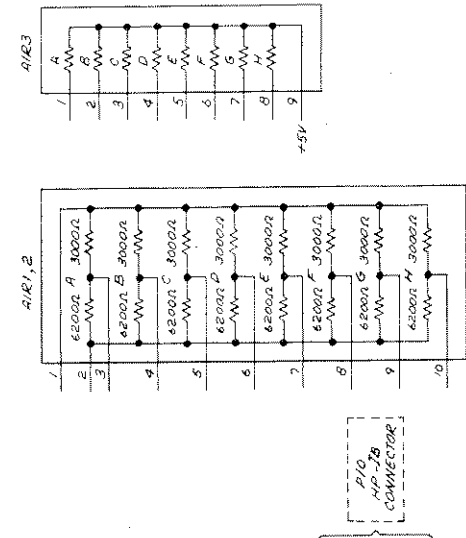 A1R3
1 A
2 B
3 C
4 D
5 E
6 F
7 G
8 H
9
+5V
A1R1,2
1
2
6200Ω A 3000Ω
3
6200Ω B 3000Ω
4
6200Ω C 3000Ω
5
6200Ω D 3000Ω
6
6200Ω E 3000Ω
7
6200Ω F 3000Ω
8
6200Ω G 3000Ω
9
6200Ω H 3000Ω
10
P/O
HP-IB
CONNECTOR